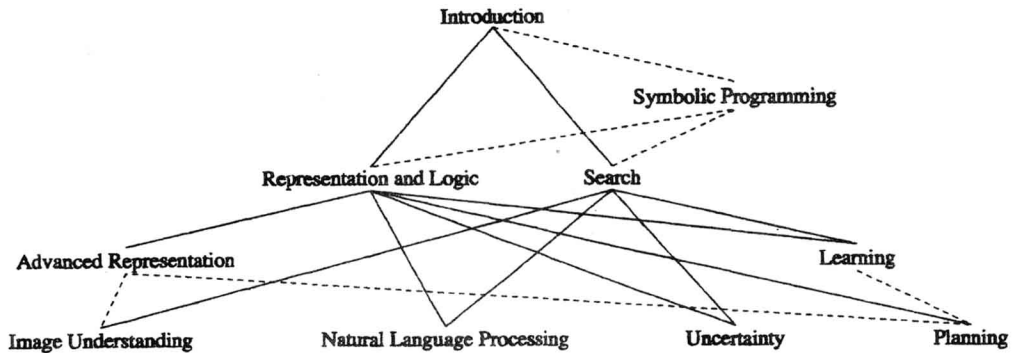 Introduction
Symbolic Programming
Representation and Logic
Search
Advanced Representation
Learning
Image Understanding
Natural Language Processing
Uncertainty
Planning